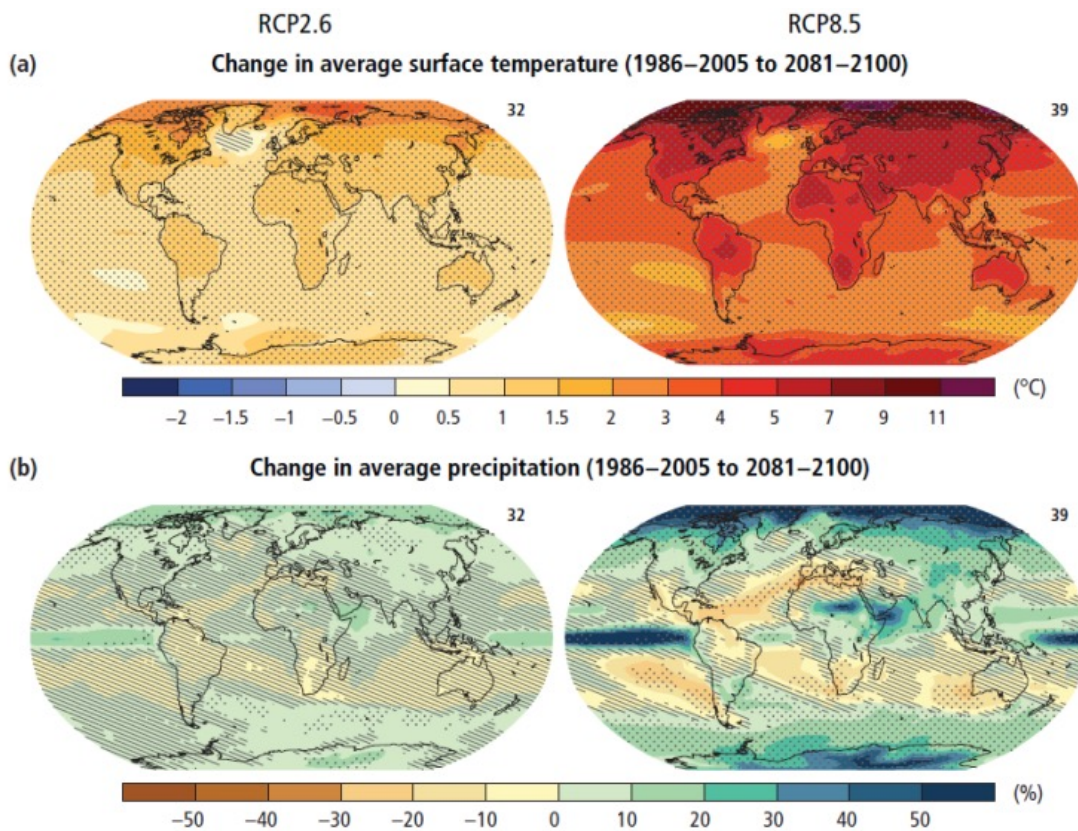 RCP2.6 RCP8.5
(a) Change in average surface temperature (1986–2005 to 2081–2100)
32 39
(°C)
−2 −1.5 −1 −0.5 0 0.5 1 1.5 2 3 4 5 7 9 11
(b) Change in average precipitation (1986–2005 to 2081–2100)
32 39
(%)
−50 −40 −30 −20 −10 0 10 20 30 40 50